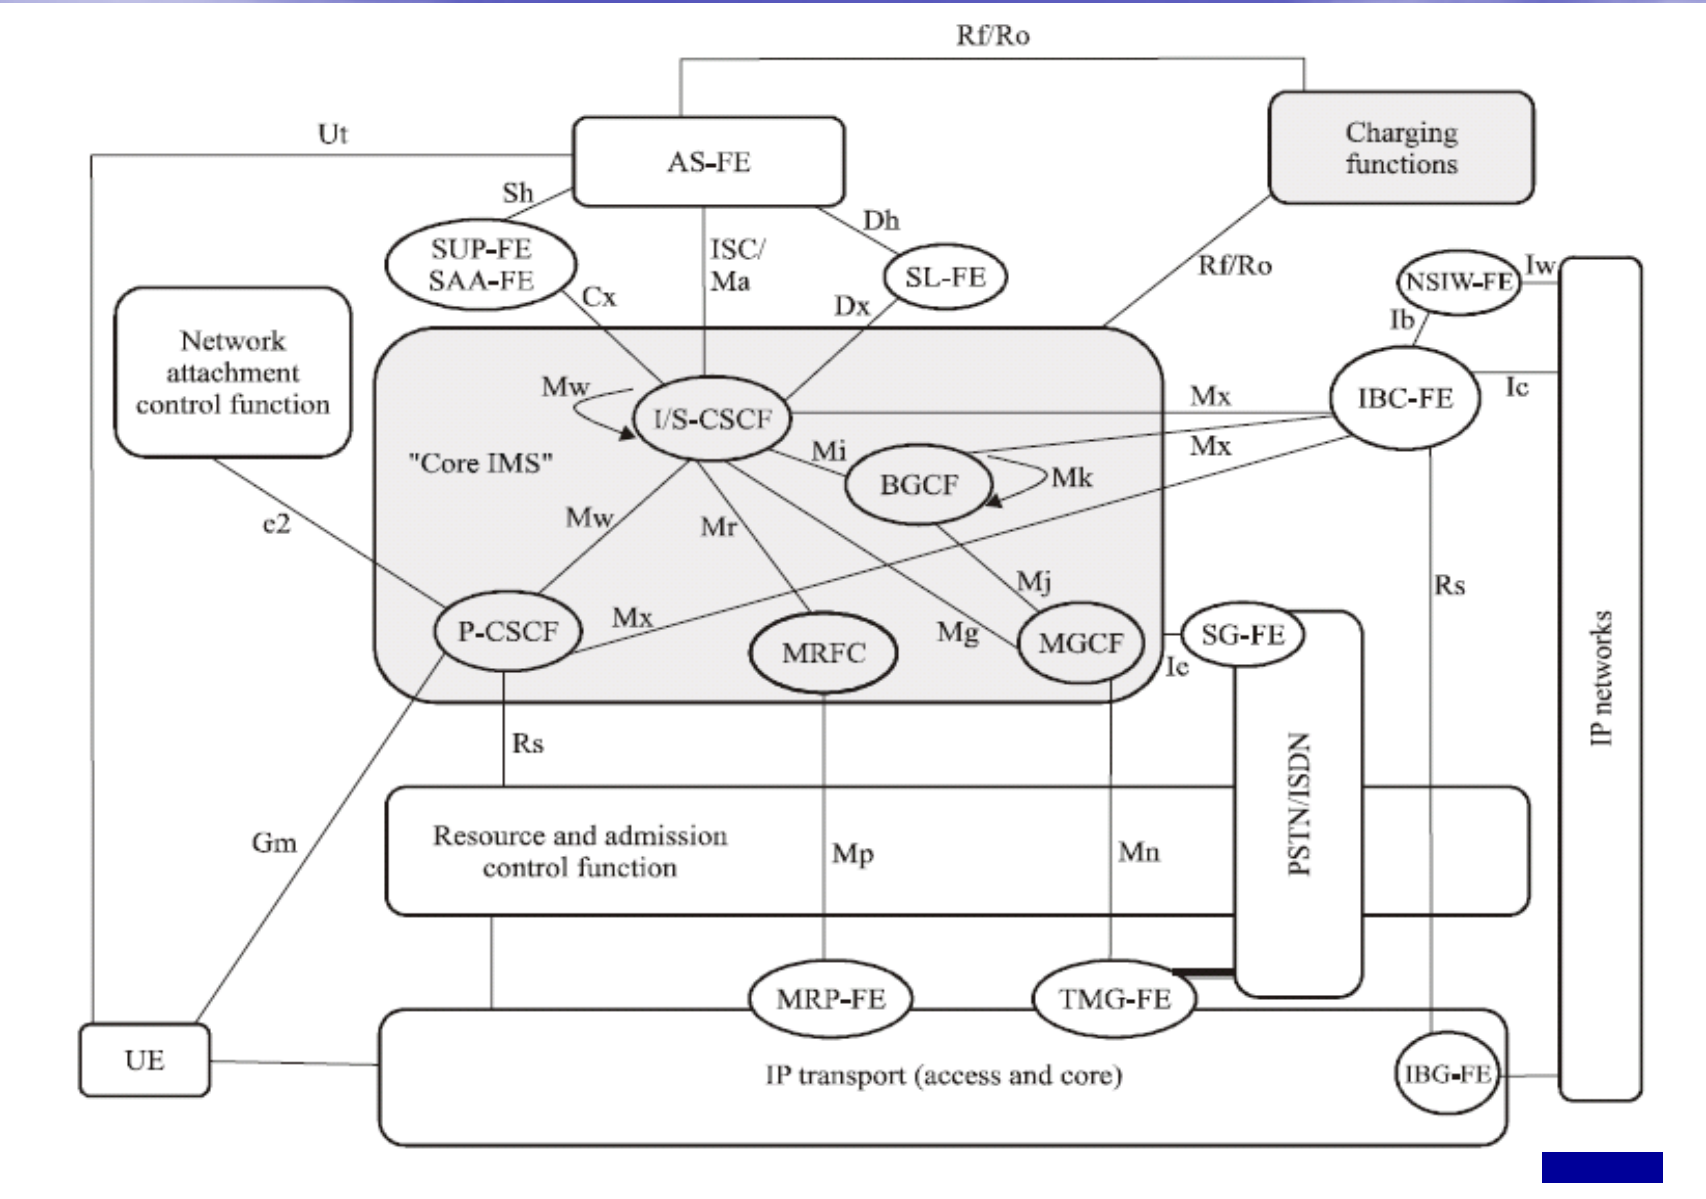 Rf/Ro
Charging
functions
Ut
AS-FE
Sh
Dh
SUP-FE
SAA-FE
ISC/
Ma
SL-FE
Rf/Ro
NSIW-FE
Iw
Cx
Dx
Ib
Network
attachment
control function
Mw
I/S-CSCF
Mx
IBC-FE
Ic
"Core IMS"
Mi
BGCF
Mk
Mx
e2
Mw
Mr
Mj
Rs
P-CSCF
Mx
MRFC
Mg
MGCF
Ie
SG-FE
IP networks
Rs
PSTN/ISDN
Gm
Resource and admission
control function
Mp
Mn
MRP-FE
TMG-FE
UE
IP transport (access and core)
IBG-FE